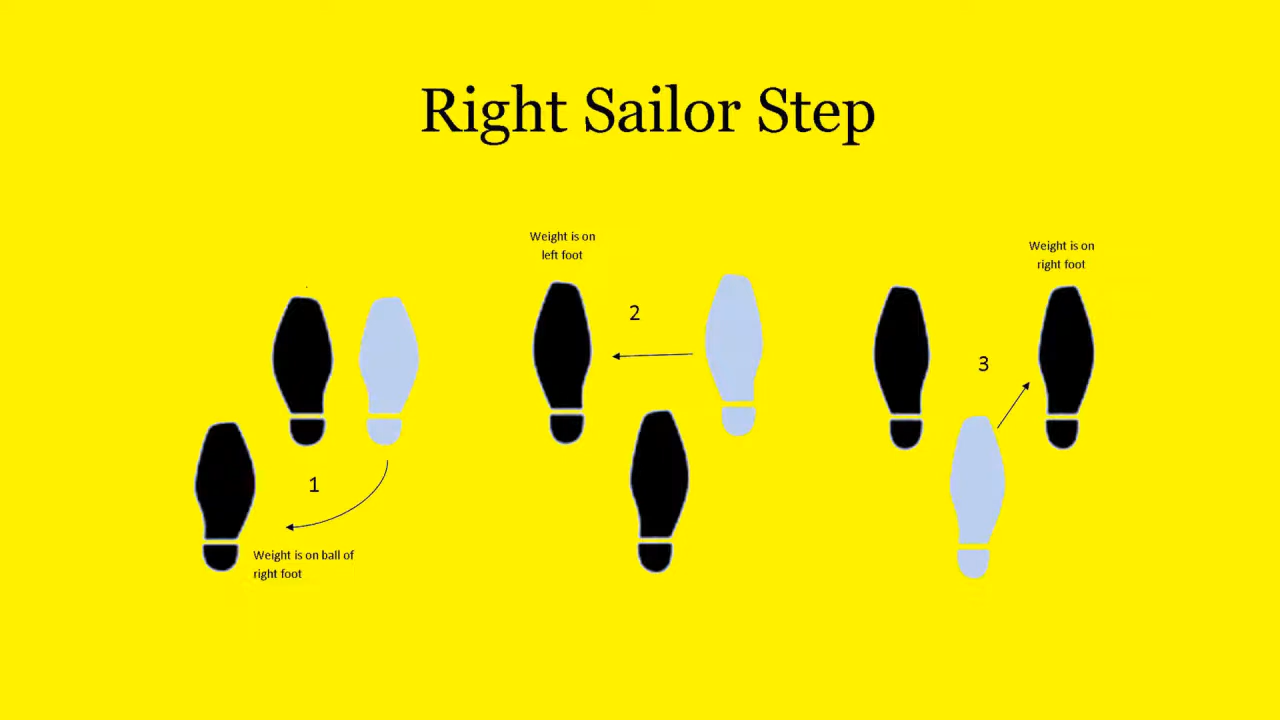 Right Sailor Step
Weight is on
left foot
Weight is on
right foot
2
3
1
Weight is on ball of
right foot